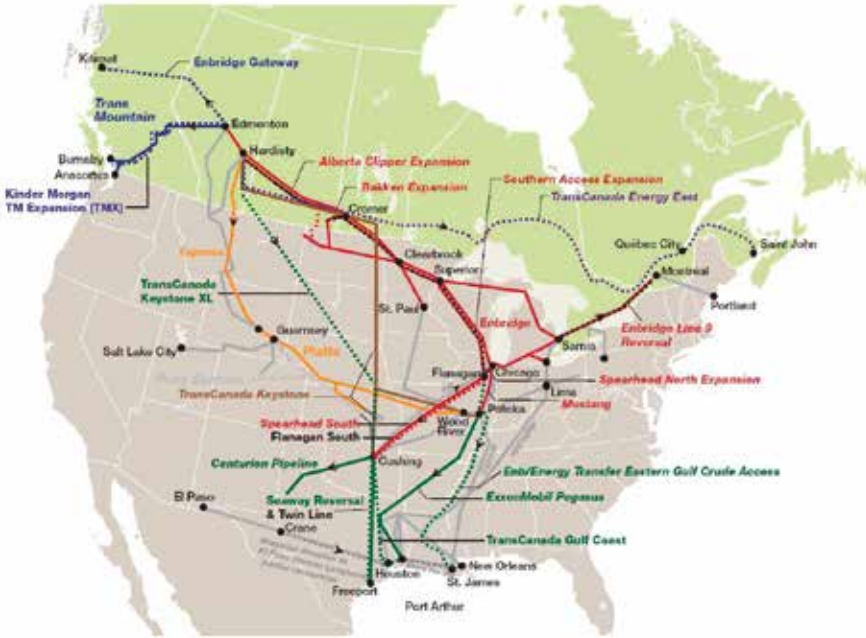 Kitimat
Enbridge Gateway
Trans
Mountain
Edmonton
Hardisty
Burnaby
Anacortes
Kinder Morgan
TM Expansion (TMX)
Alberta Clipper Expansion
Bakken Expansion
Southern Access Expansion
TransCanada Energy East
Cromer
Québec City
Saint John
Montreal
Clearbrook
Superior
Express
TransCanada
Keystone XL
St. Paul
Portland
Enbridge
Enbridge Line 9
Reversal
Guernsey
Salt Lake City
Platte
Sarnia
Flanagan
Chicago
Spearhead North Expansion
Lima
TransCanada Keystone
Mustang
Wood
River
Patoka
Spearhead South
Flanagan South
Centurion Pipeline
Cushing
Enb/Energy Transfer Eastern Gulf Crude Access
El Paso
Seaway Reversal
& Twin Line
ExxonMobil Pegasus
Crane
TransCanada Gulf Coast
Houston
New Orleans
St. James
Freeport
Port Arthur